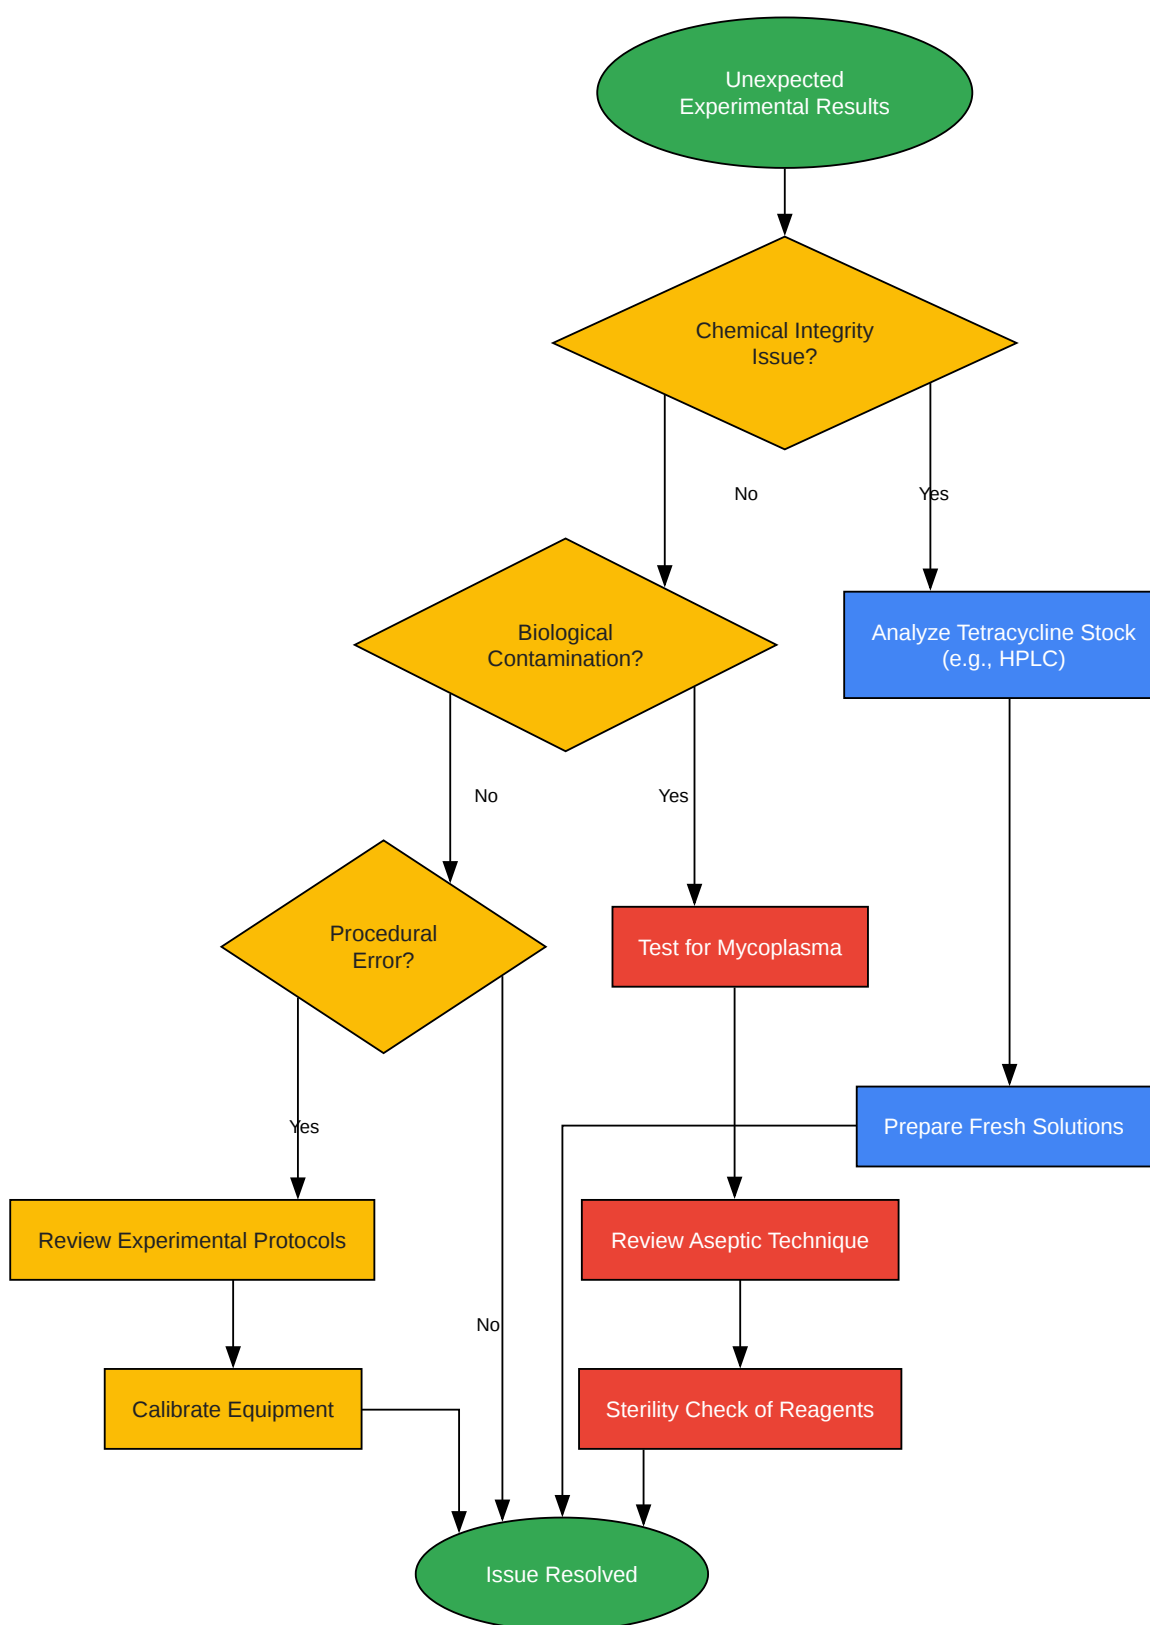 Unexpected
Experimental Results
Chemical Integrity
Issue?
No
Yes
Biological
Contamination?
Analyze Tetracycline Stock
(e.g., HPLC)
No
Yes
Procedural
Error?
Test for Mycoplasma
Yes
Prepare Fresh Solutions
Review Experimental Protocols
Review Aseptic Technique
No
Calibrate Equipment
Sterility Check of Reagents
Issue Resolved